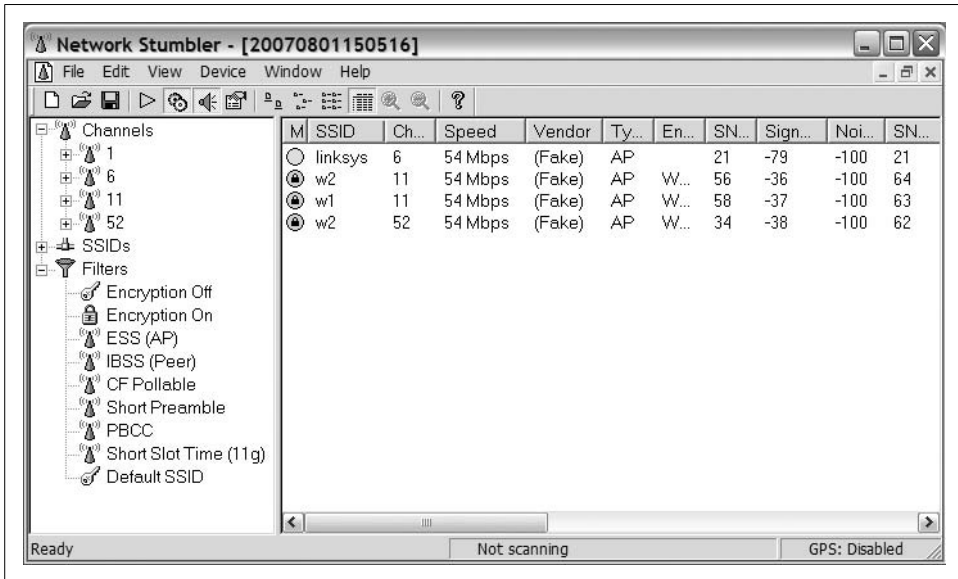 Network Stumbler - [20070801150516]
File Edit View Device Window Help
Channels
1
6
11
52
SSIDs
Filters
Encryption Off
Encryption On
ESS (AP)
IBSS (Peer)
CF Pollable
Short Preamble
PBCC
Short Slot Time (11g)
Default SSID
M SSID Ch... Speed Vendor Ty... En... SN... Sign... Noi... SN...
linksys 6 54 Mbps (Fake) AP 21 -79 -100 21
w2 11 54 Mbps (Fake) AP W... 56 -36 -100 64
w1 11 54 Mbps (Fake) AP W... 58 -37 -100 63
w2 52 54 Mbps (Fake) AP W... 34 -38 -100 62
Ready Not scanning GPS: Disabled